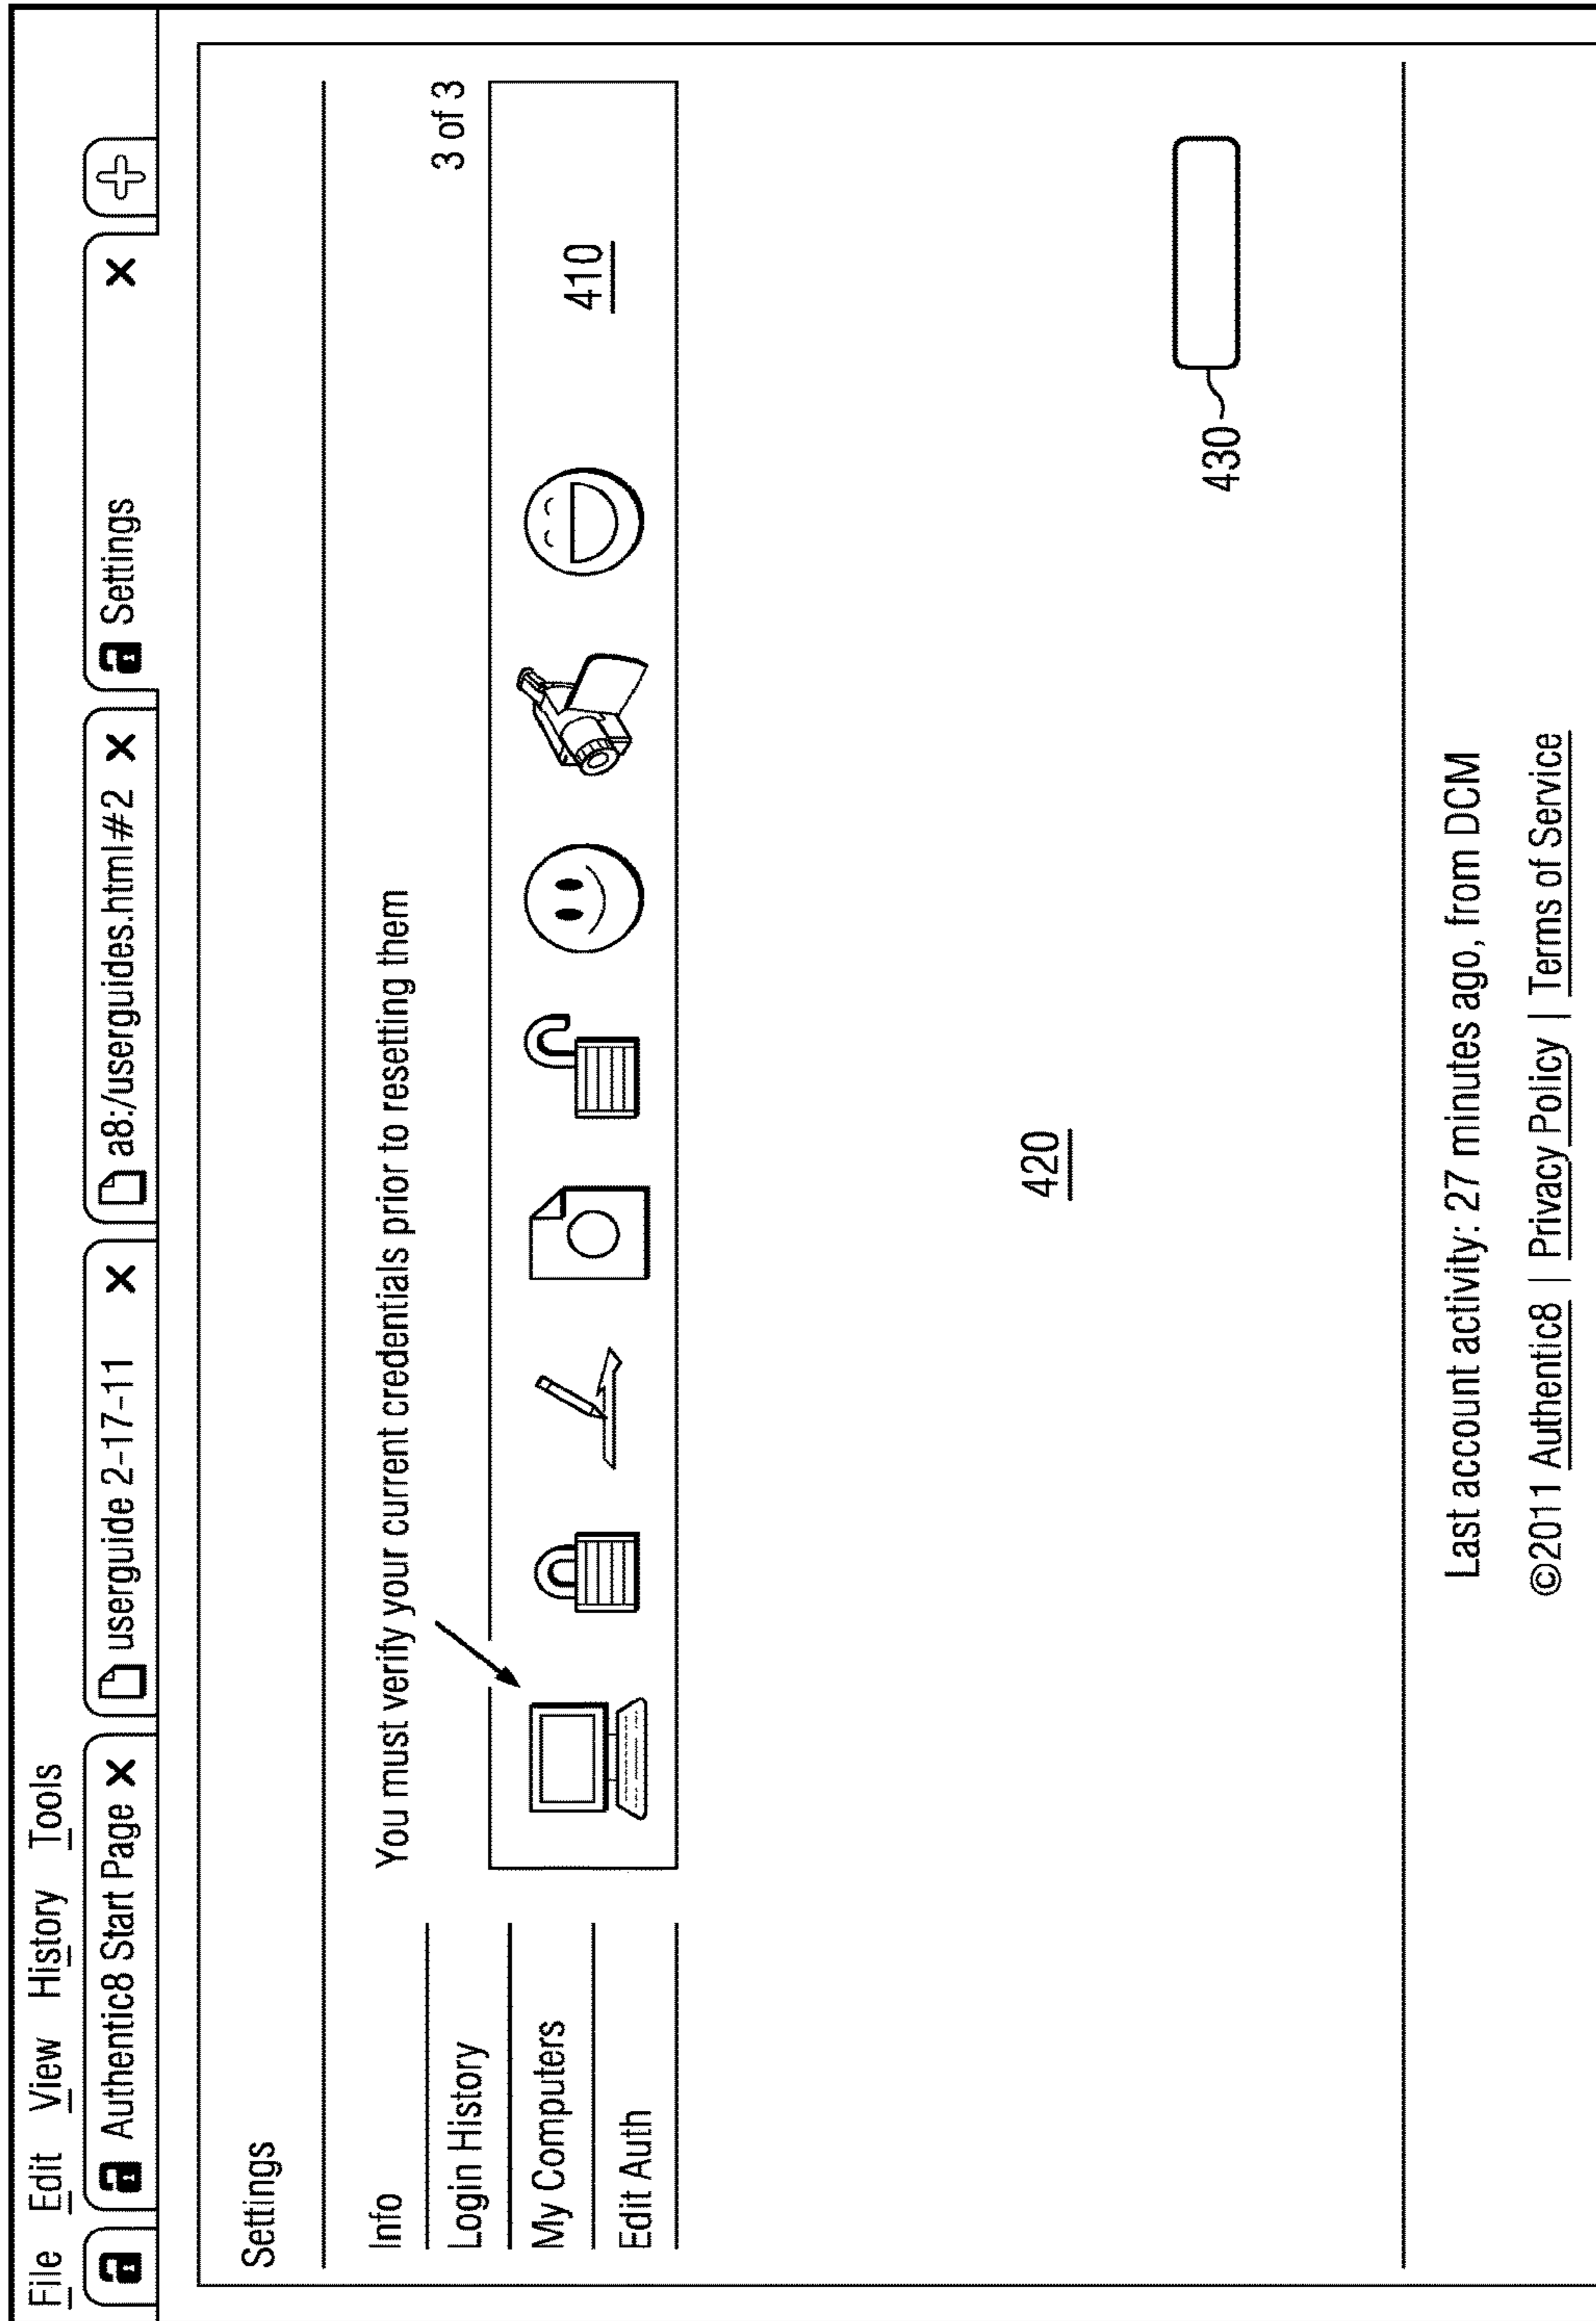 File Edit View History Tools
a Authentic8 Start Page X userguide 2-17-11 X a8:/userguides.html#2 X a Settings X
Settings
Info
Login History
My Computers
Edit Auth
You must verify your current credentials prior to resetting them
3 of 3
410
420
430
Last account activity: 27 minutes ago, from DCM
©2011 Authentic8 | Privacy Policy | Terms of Service